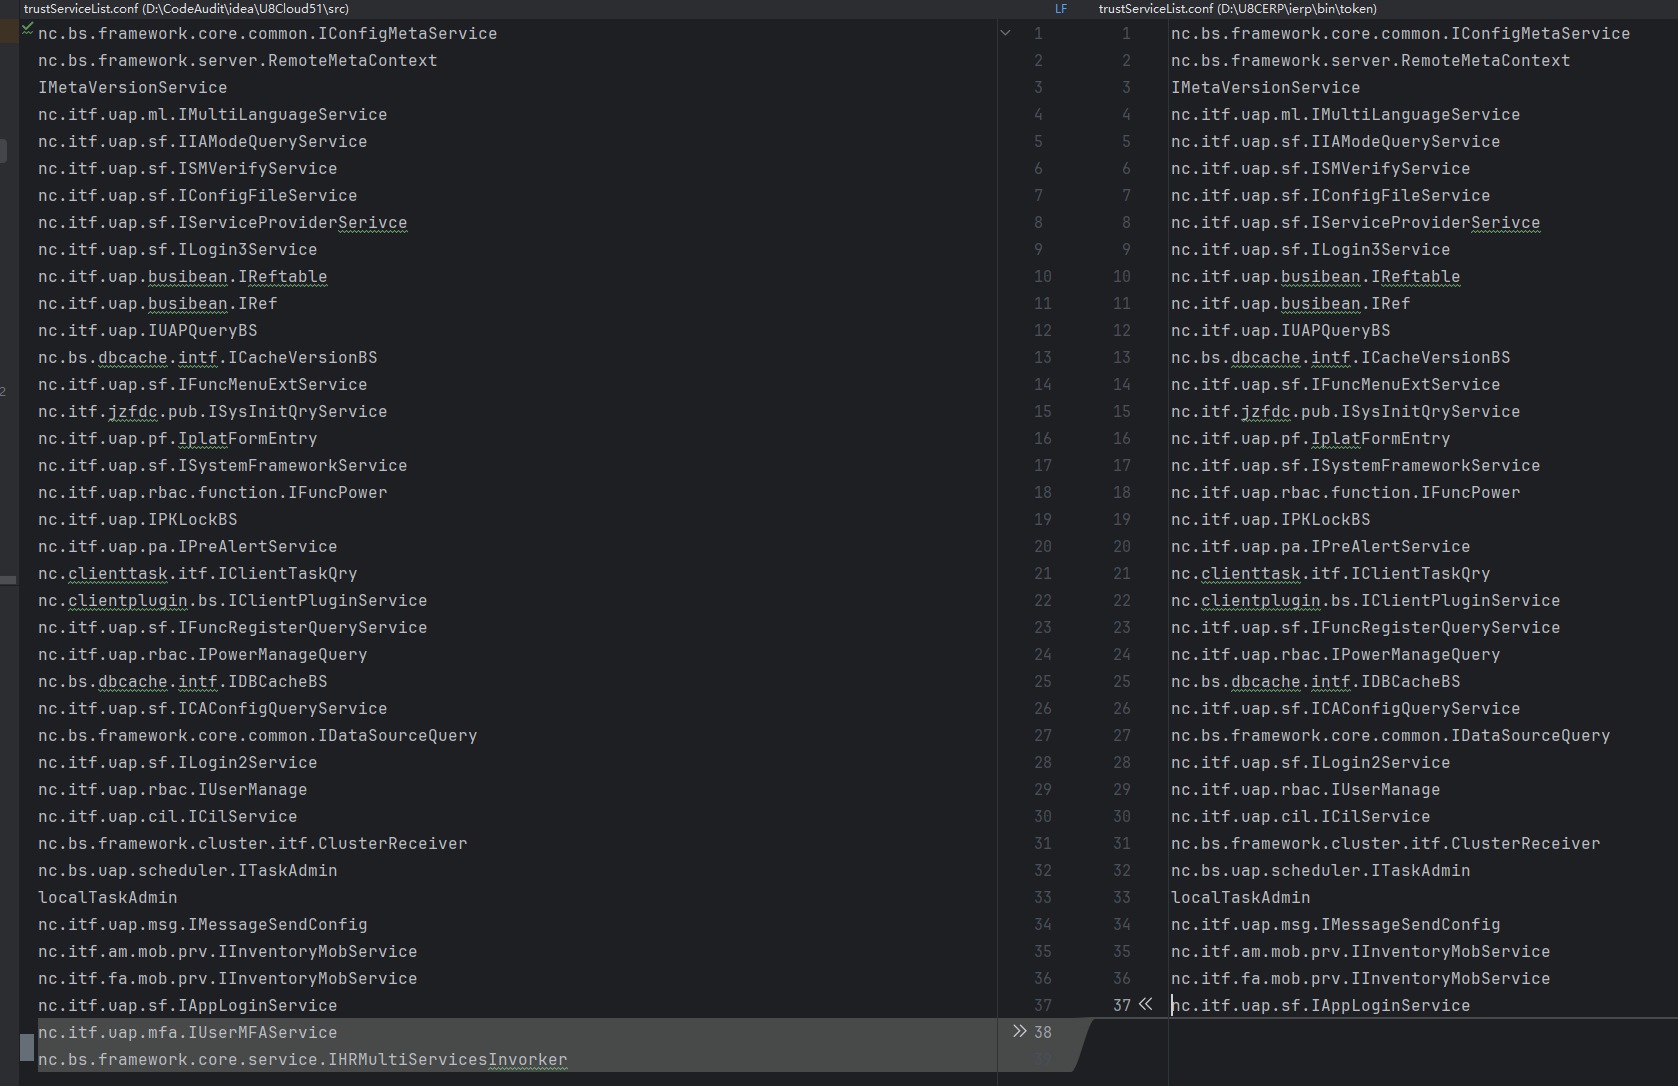 trustServiceList.conf (D:\CodeAudit\idea\U8Cloud51\src)
LF
trustServiceList.conf (D:\U8CERP\ierp\bin\token)
nc.bs.framework.core.common.IConfigMetaService 1 1 nc.bs.framework.core.common.IConfigMetaService
nc.bs.framework.server.RemoteMetaContext 2 2 nc.bs.framework.server.RemoteMetaContext
IMetaVersionService 3 3 IMetaVersionService
nc.itf.uap.ml.IMultiLanguageService 4 4 nc.itf.uap.ml.IMultiLanguageService
nc.itf.uap.sf.IIAModeQueryService 5 5 nc.itf.uap.sf.IIAModeQueryService
nc.itf.uap.sf.ISMVerifyService 6 6 nc.itf.uap.sf.ISMVerifyService
nc.itf.uap.sf.IConfigFileService 7 7 nc.itf.uap.sf.IConfigFileService
nc.itf.uap.sf.IServiceProviderSerivce 8 8 nc.itf.uap.sf.IServiceProviderSerivce
nc.itf.uap.sf.ILogin3Service 9 9 nc.itf.uap.sf.ILogin3Service
nc.itf.uap.busibean.IReftable 10 10 nc.itf.uap.busibean.IReftable
nc.itf.uap.busibean.IRef 11 11 nc.itf.uap.busibean.IRef
nc.itf.uap.IUAPQueryBS 12 12 nc.itf.uap.IUAPQueryBS
nc.bs.dbcache.intf.ICacheVersionBS 13 13 nc.bs.dbcache.intf.ICacheVersionBS
2 nc.itf.uap.sf.IFuncMenuExtService 14 14 nc.itf.uap.sf.IFuncMenuExtService
nc.itf.jzfdc.pub.ISysInitQryService 15 15 nc.itf.jzfdc.pub.ISysInitQryService
nc.itf.uap.pf.IplatFormEntry 16 16 nc.itf.uap.pf.IplatFormEntry
nc.itf.uap.sf.ISystemFrameworkService 17 17 nc.itf.uap.sf.ISystemFrameworkService
nc.itf.uap.rbac.function.IFuncPower 18 18 nc.itf.uap.rbac.function.IFuncPower
nc.itf.uap.IPKLockBS 19 19 nc.itf.uap.IPKLockBS
nc.itf.uap.pa.IPreAlertService 20 20 nc.itf.uap.pa.IPreAlertService
nc.clienttask.itf.IClientTaskQry 21 21 nc.clienttask.itf.IClientTaskQry
nc.clientplugin.bs.IClientPluginService 22 22 nc.clientplugin.bs.IClientPluginService
nc.itf.uap.sf.IFuncRegisterQueryService 23 23 nc.itf.uap.sf.IFuncRegisterQueryService
nc.itf.uap.rbac.IPowerManageQuery 24 24 nc.itf.uap.rbac.IPowerManageQuery
nc.bs.dbcache.intf.IDBCacheBS 25 25 nc.bs.dbcache.intf.IDBCacheBS
nc.itf.uap.sf.ICAConfigQueryService 26 26 nc.itf.uap.sf.ICAConfigQueryService
nc.bs.framework.core.common.IDataSourceQuery 27 27 nc.bs.framework.core.common.IDataSourceQuery
nc.itf.uap.sf.ILogin2Service 28 28 nc.itf.uap.sf.ILogin2Service
nc.itf.uap.rbac.IUserManage 29 29 nc.itf.uap.rbac.IUserManage
nc.itf.uap.cil.ICilService 30 30 nc.itf.uap.cil.ICilService
nc.bs.framework.cluster.itf.ClusterReceiver 31 31 nc.bs.framework.cluster.itf.ClusterReceiver
nc.bs.uap.scheduler.ITaskAdmin 32 32 nc.bs.uap.scheduler.ITaskAdmin
localTaskAdmin 33 33 localTaskAdmin
nc.itf.uap.msg.IMessageSendConfig 34 34 nc.itf.uap.msg.IMessageSendConfig
nc.itf.am.mob.prv.IInventoryMobService 35 35 nc.itf.am.mob.prv.IInventoryMobService
nc.itf.fa.mob.prv.IInventoryMobService 36 36 nc.itf.fa.mob.prv.IInventoryMobService
nc.itf.uap.sf.IAppLoginService 37 37 nc.itf.uap.sf.IAppLoginService
nc.itf.uap.mfa.IUserMFAService 38
nc.bs.framework.core.service.IHRMultiServicesInvorker 39